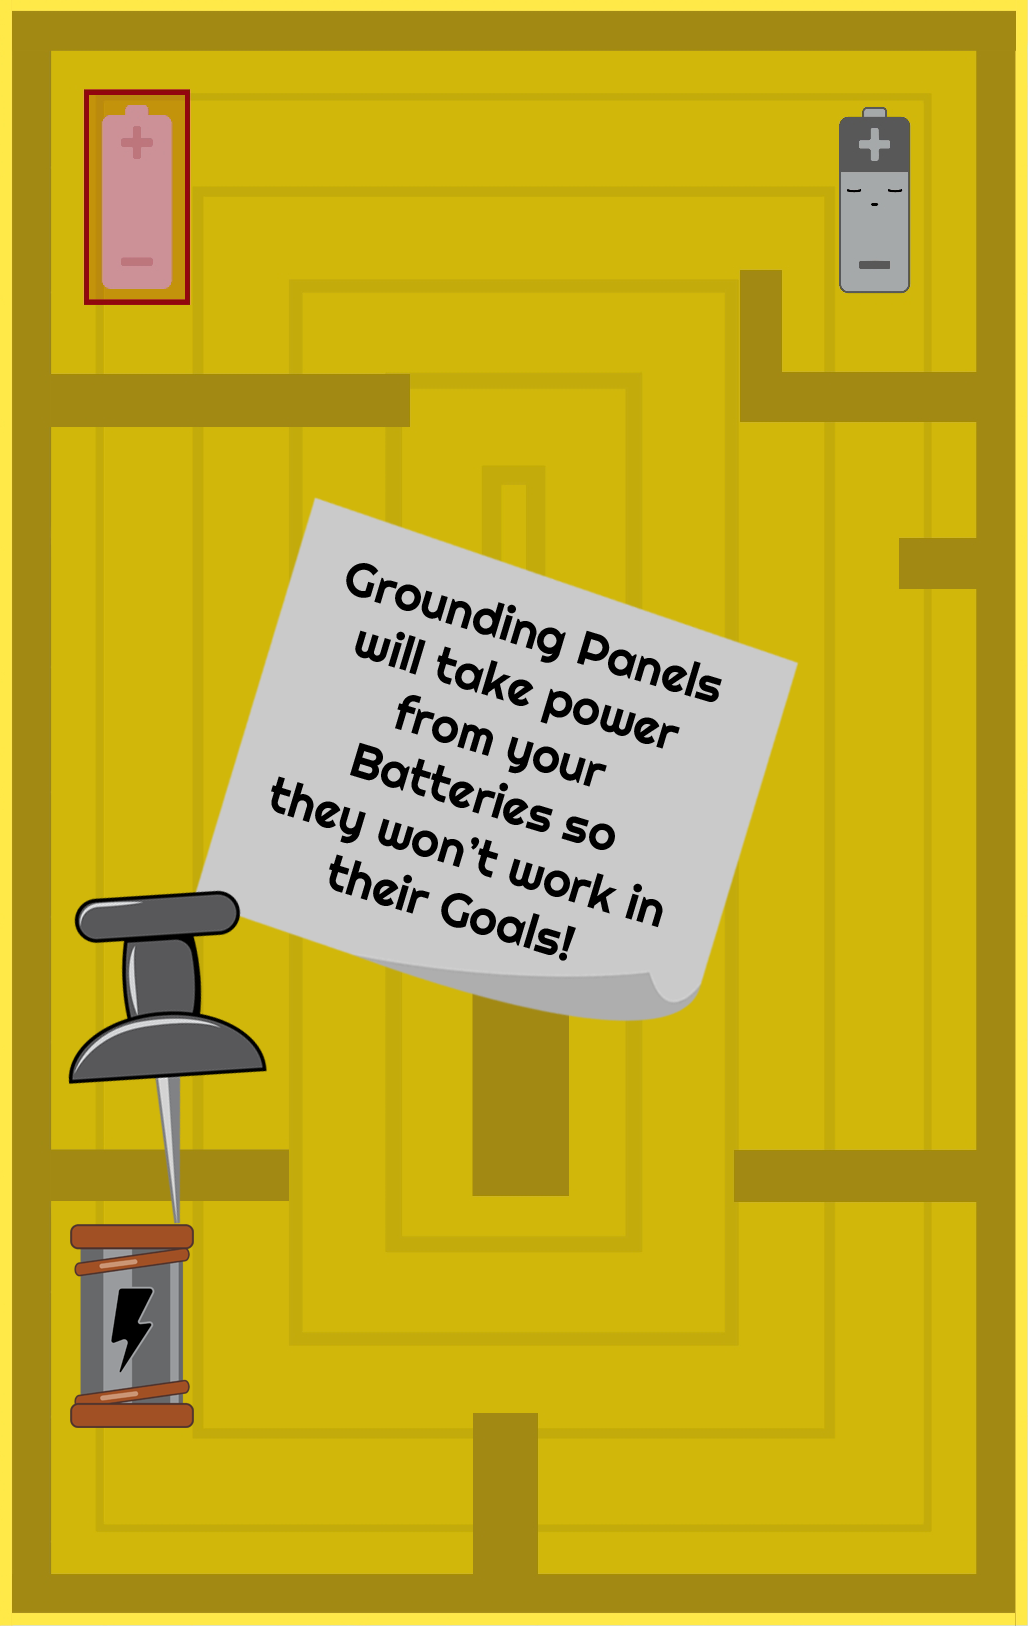 Grounding Panels
will take power
from your
Batteries so
they won't work in
their Goals!